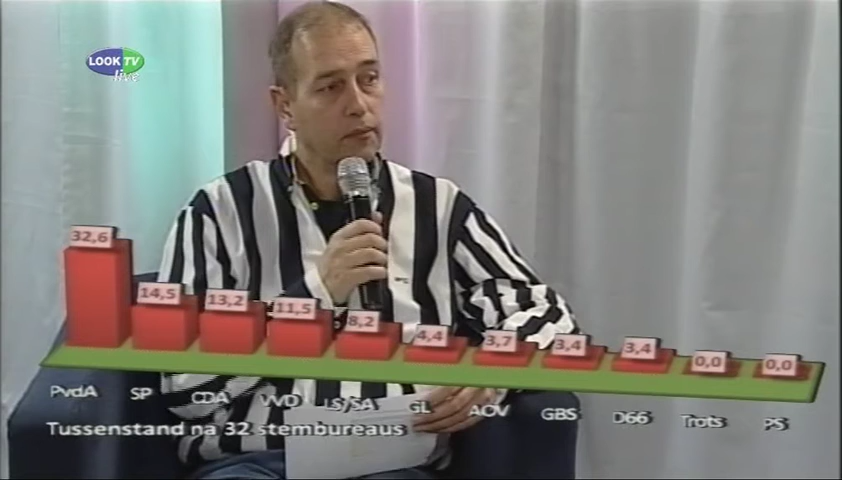 LOOK TV
live
32,6
14,5
13,2
11,5
8,2
4,4
3,7
3,4
3,4
0,0
0,0
PvdA SP CDA VVD LS/SA GL AOV GBS D66 Trots PS
Tussenstand na 32 stembureaus